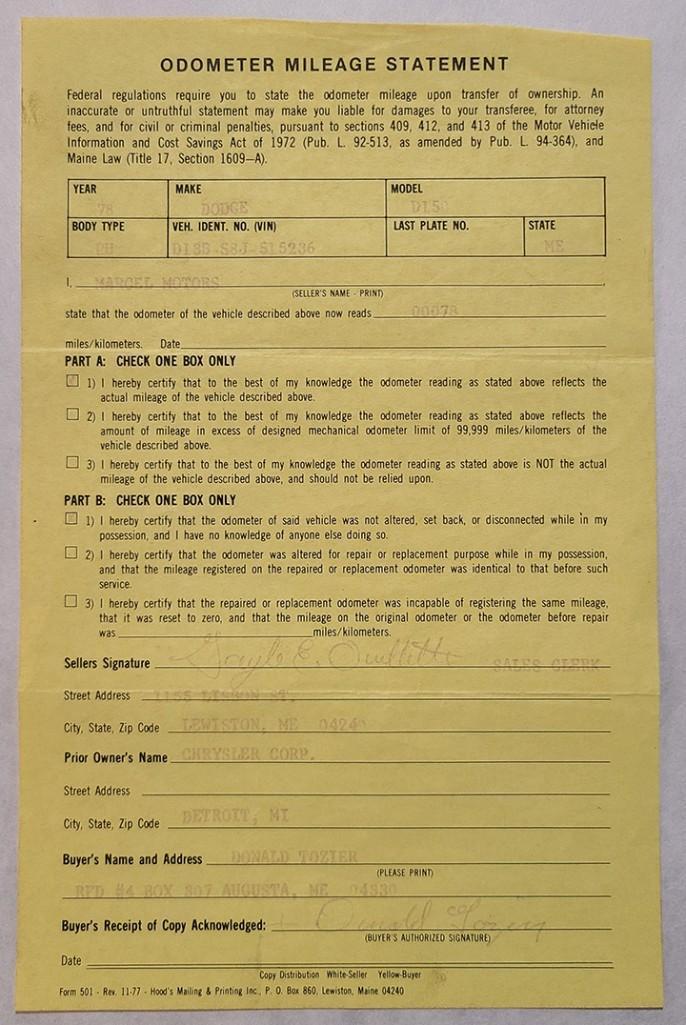 ODOMETER MILEAGE STATEMENT
Federal regulations require you to state the odometer mileage upon transfer of ownership. An
inaccurate or untruthful statement may make you liable for damages to your transferee, for attorney
fees, and for civil or criminal penalties, pursuant to sections 409, 412, and 413 of the Motor Vehicle
Information and Cost Savings Act of 1972 (Pub. L. 92-513, as amended by Pub. L. 94-364), and
Maine Law (Title 17, Section 1609-A).
YEAR MAKE MODEL
78 DODGE D150
BODY TYPE VEH. IDENT. NO. (VIN) LAST PLATE NO. STATE
PU D13B S8J S15236 ME
I, MARCEL MOTORS
(SELLER'S NAME - PRINT)
state that the odometer of the vehicle described above now reads 00078
miles/kilometers. Date
PART A: CHECK ONE BOX ONLY
1) I hereby certify that to the best of my knowledge the odometer reading as stated above reflects the
actual mileage of the vehicle described above.
2) I hereby certify that to the best of my knowledge the odometer reading as stated above reflects the
amount of mileage in excess of designed mechanical odometer limit of 99,999 miles/kilometers of the
vehicle described above.
3) I hereby certify that to the best of my knowledge the odometer reading as stated above is NOT the actual
mileage of the vehicle described above, and should not be relied upon.
PART B: CHECK ONE BOX ONLY
1) I hereby certify that the odometer of said vehicle was not altered, set back, or disconnected while in my
possession, and I have no knowledge of anyone else doing so.
2) I hereby certify that the odometer was altered for repair or replacement purpose while in my possession,
and that the mileage registered on the repaired or replacement odometer was identical to that before such
service.
3) I hereby certify that the repaired or replacement odometer was incapable of registering the same mileage,
that it was reset to zero, and that the mileage on the original odometer or the odometer before repair
was miles/kilometers.
Sellers Signature Gayle E. Ouellette SALES CLERK
Street Address 1155 LISBON ST.
City, State, Zip Code LEWISTON, ME 04240
Prior Owner's Name CHRYSLER CORP.
Street Address
City, State, Zip Code DETROIT, MI
Buyer's Name and Address DONALD TOZIER
(PLEASE PRINT)
RFD #4 BOX 807 AUGUSTA, ME 04330
Buyer's Receipt of Copy Acknowledged: Donald Tozier
(BUYER'S AUTHORIZED SIGNATURE)
Date
Copy Distribution White-Seller Yellow-Buyer
Form 501 - Rev. 11-77 - Hood's Mailing & Printing Inc., P. O. Box 860, Lewiston, Maine 04240